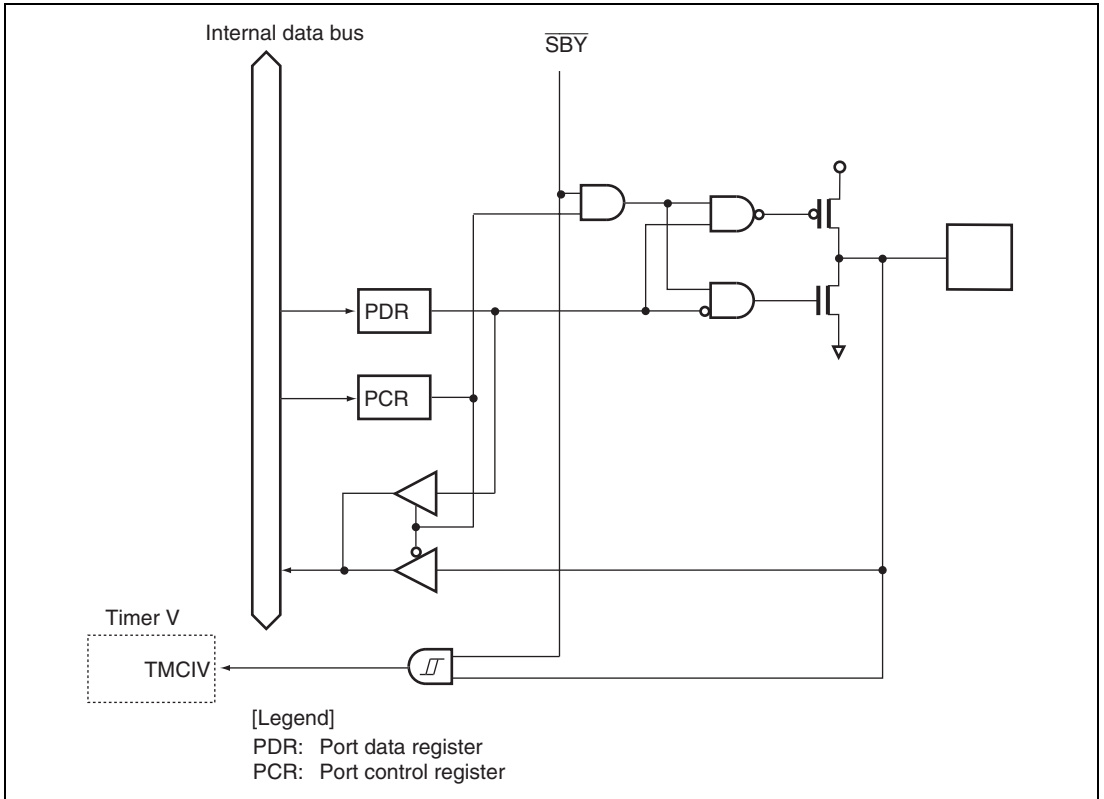 Internal data bus
SBY
PDR
PCR
Timer V
TMCIV
[Legend]
PDR: Port data register
PCR: Port control register